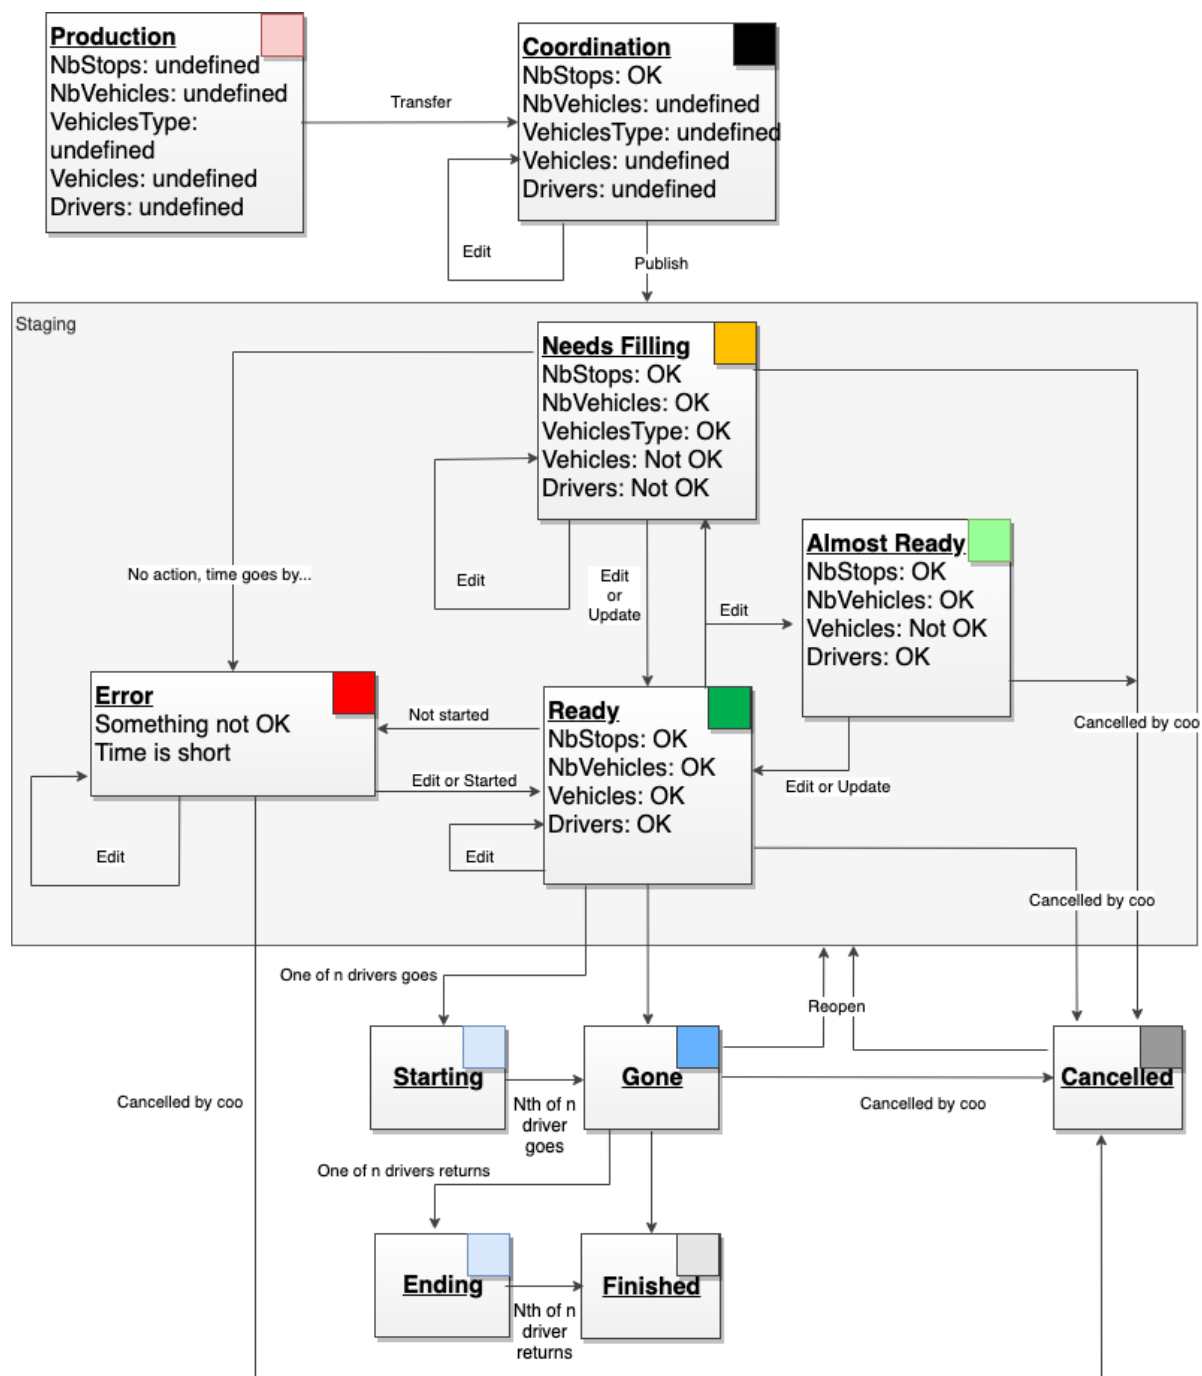 Production
NbStops: undefined
NbVehicles: undefined
VehiclesType:
undefined
Vehicles: undefined
Drivers: undefined
Transfer
Coordination
NbStops: OK
NbVehicles: undefined
VehiclesType: undefined
Vehicles: undefined
Drivers: undefined
Edit
Publish
Staging
Needs Filling
NbStops: OK
NbVehicles: OK
VehiclesType: OK
Vehicles: Not OK
Drivers: Not OK
No action, time goes by...
Edit
Edit
or
Update
Edit
Almost Ready
NbStops: OK
NbVehicles: OK
Vehicles: Not OK
Drivers: OK
Error
Something not OK
Time is short
Not started
Edit or Started
Edit
Ready
NbStops: OK
NbVehicles: OK
Vehicles: OK
Drivers: OK
Edit
Edit or Update
Cancelled by coo
Cancelled by coo
One of n drivers goes
Reopen
Starting
Nth of n
driver
goes
Gone
Cancelled by coo
Cancelled
Cancelled by coo
One of n drivers returns
Ending
Nth of n
driver
returns
Finished